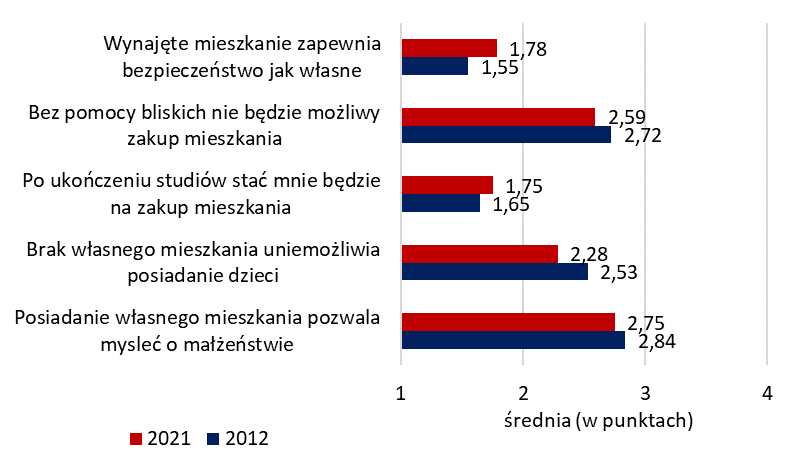 Wynajęte mieszkanie zapewnia
bezpieczeństwo jak własne
1,78
1,55
Bez pomocy bliskich nie będzie możliwy
zakup mieszkania
2,59
2,72
Po ukończeniu studiów stać mnie będzie
na zakup mieszkania
1,75
1,65
Brak własnego mieszkania uniemożliwia
posiadanie dzieci
2,28
2,53
Posiadanie własnego mieszkania pozwala
mysleć o małżeństwie
2,75
2,84
1 2 3 4
średnia (w punktach)
2021 2012